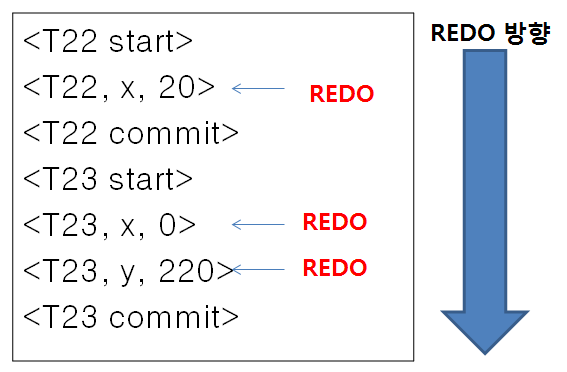 REDO 방향
<T22 start>
<T22, x, 20> REDO
<T22 commit>
<T23 start>
<T23, x, 0> REDO
<T23, y, 220> REDO
<T23 commit>